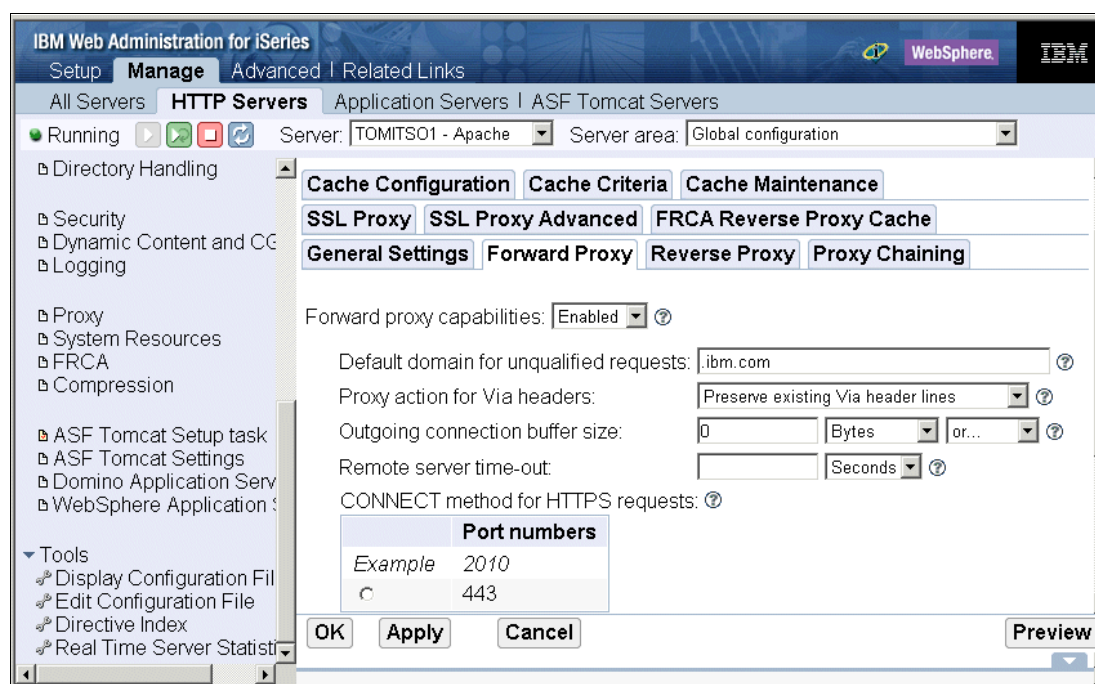 IBM Web Administration for iSeries
WebSphere.
IBM
Setup Manage Advanced | Related Links
All Servers HTTP Servers Application Servers | ASF Tomcat Servers
Running Server: TOMITSO1 - Apache Server area: Global configuration
Directory Handling
Security
Dynamic Content and CG
Logging
Proxy
System Resources
FRCA
Compression
ASF Tomcat Setup task
ASF Tomcat Settings
Domino Application Serv
WebSphere Application S
Tools
Display Configuration Fil
Edit Configuration File
Directive Index
Real Time Server Statisti
Cache Configuration Cache Criteria Cache Maintenance
SSL Proxy SSL Proxy Advanced FRCA Reverse Proxy Cache
General Settings Forward Proxy Reverse Proxy Proxy Chaining
Forward proxy capabilities: Enabled ?
Default domain for unqualified requests: .ibm.com ?
Proxy action for Via headers: Preserve existing Via header lines ?
Outgoing connection buffer size: 0 Bytes or... ?
Remote server time-out: Seconds ?
CONNECT method for HTTPS requests: ?
Port numbers
Example 2010
443
OK Apply Cancel Preview